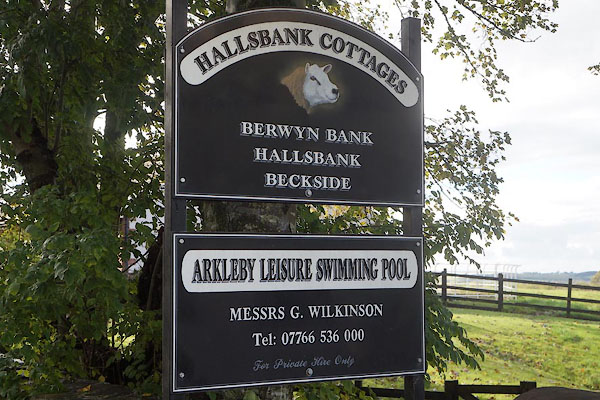 HALLSBANK COTTAGES
BERWYN BANK
HALLSBANK
BECKSIDE
ARKLEBY LEISURE SWIMMING POOL
MESSRS G. WILKINSON
Tel: 07766 536 000
For Private Hire Only